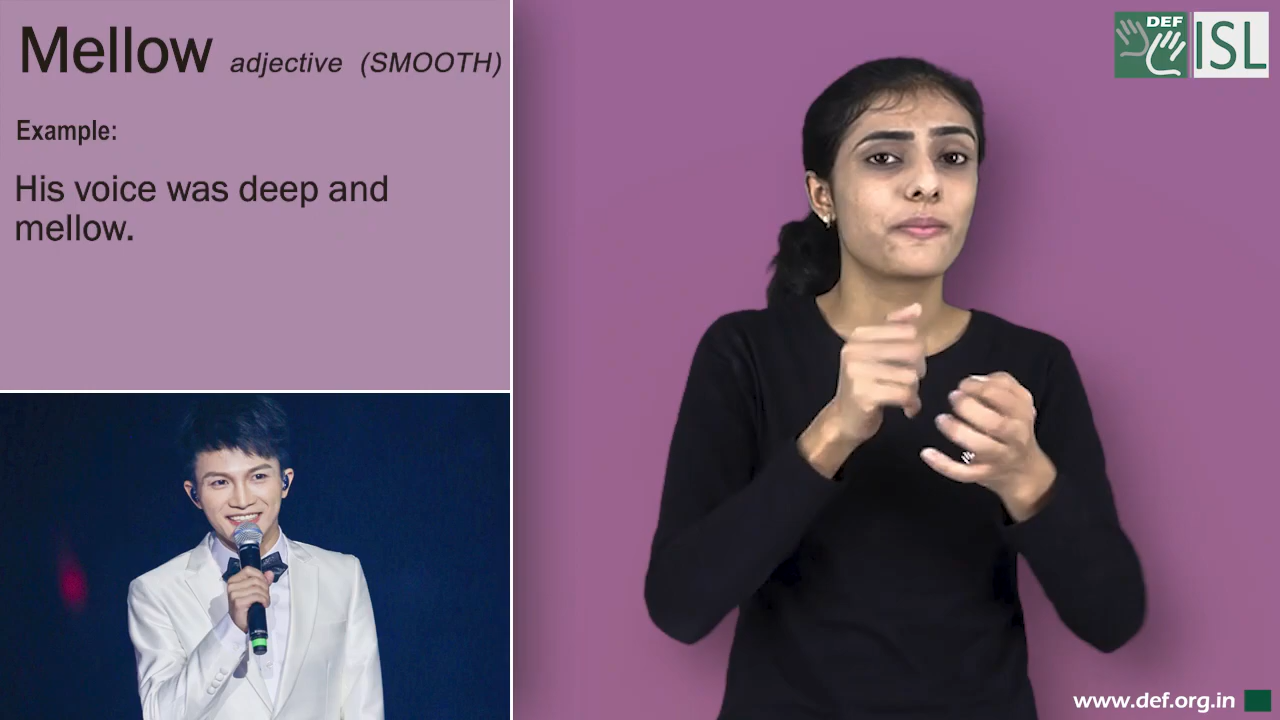 Mellow adjective (SMOOTH)
Example:
His voice was deep and
mellow.
DEF
ISL
www.def.org.in